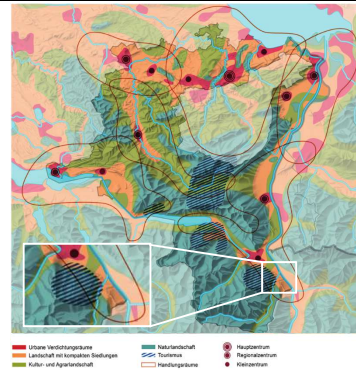 Urbane Verdichtungsräume
Landschaft mit kompakten Siedlungen
Kultur- und Agrarlandschaft
Naturlandschaft
Tourismus
Handlungsräume
Hauptzentrum
Regionalzentrum
Kleinzentrum